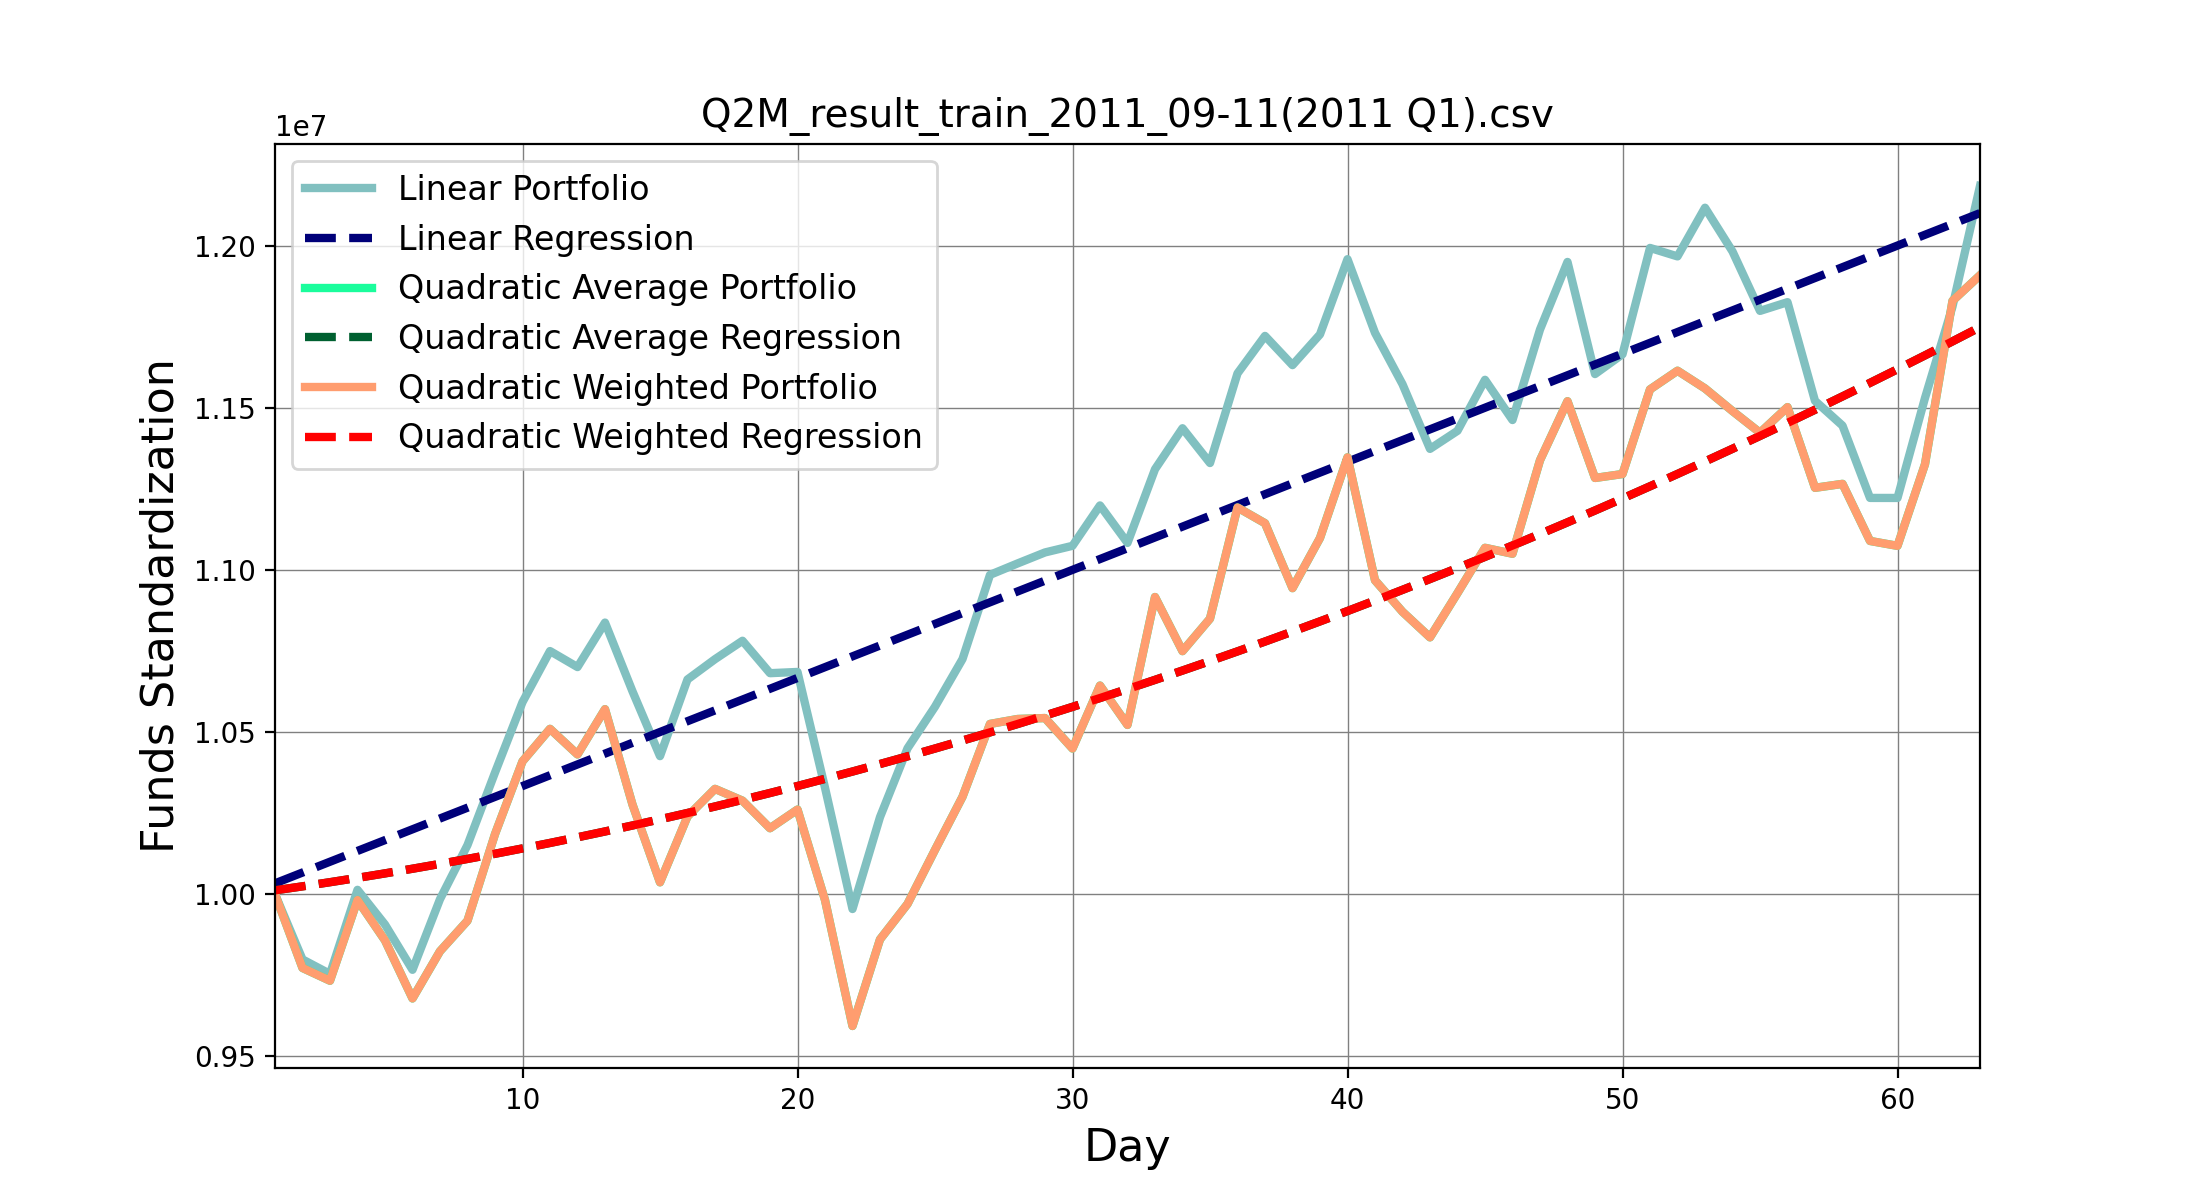 Q2M_result_train_2011_09-11(2011 Q1).csv
1e7
Linear Portfolio
Linear Regression
Quadratic Average Portfolio
Quadratic Average Regression
Quadratic Weighted Portfolio
Quadratic Weighted Regression
Funds Standardization
1.20
1.15
1.10
1.05
1.00
0.95
10 20 30 40 50 60
Day